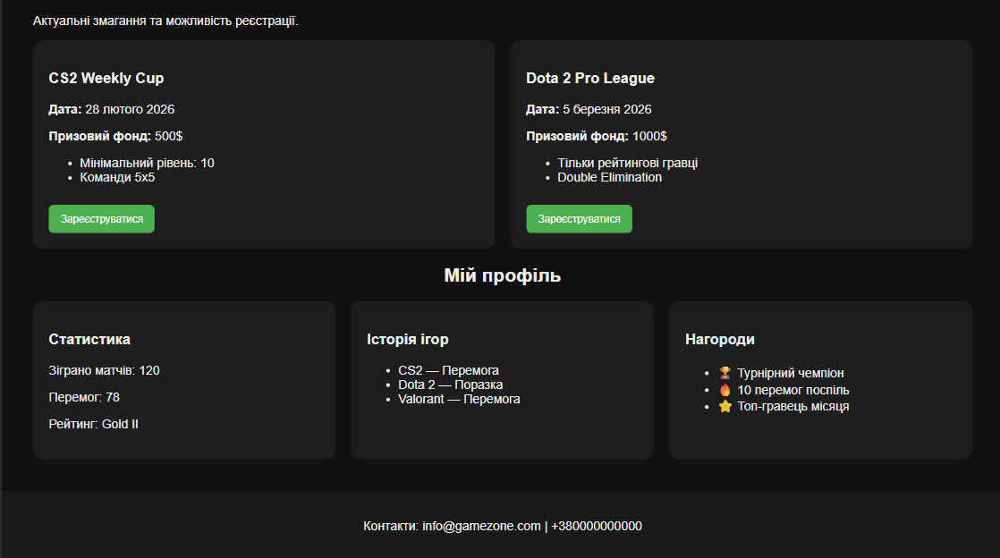 Актуальні змагання та можливість реєстрації.
CS2 Weekly Cup
Дата: 28 лютого 2026
Призовий фонд: 500$
• Мінімальний рівень: 10
• Команди 5x5
Зареєструватися
Dota 2 Pro League
Дата: 5 березня 2026
Призовий фонд: 1000$
• Тільки рейтингові гравці
• Double Elimination
Зареєструватися
Мій профіль
Статистика
Зіграно матчів: 120
Перемог: 78
Рейтинг: Gold II
Історія ігор
• CS2 — Перемога
• Dota 2 — Поразка
• Valorant — Перемога
Нагороди
• 🏆 Турнірний чемпіон
• 🔥 10 перемог поспіль
• ⭐ Топ-гравець місяця
Контакти: info@gamezone.com | +380000000000